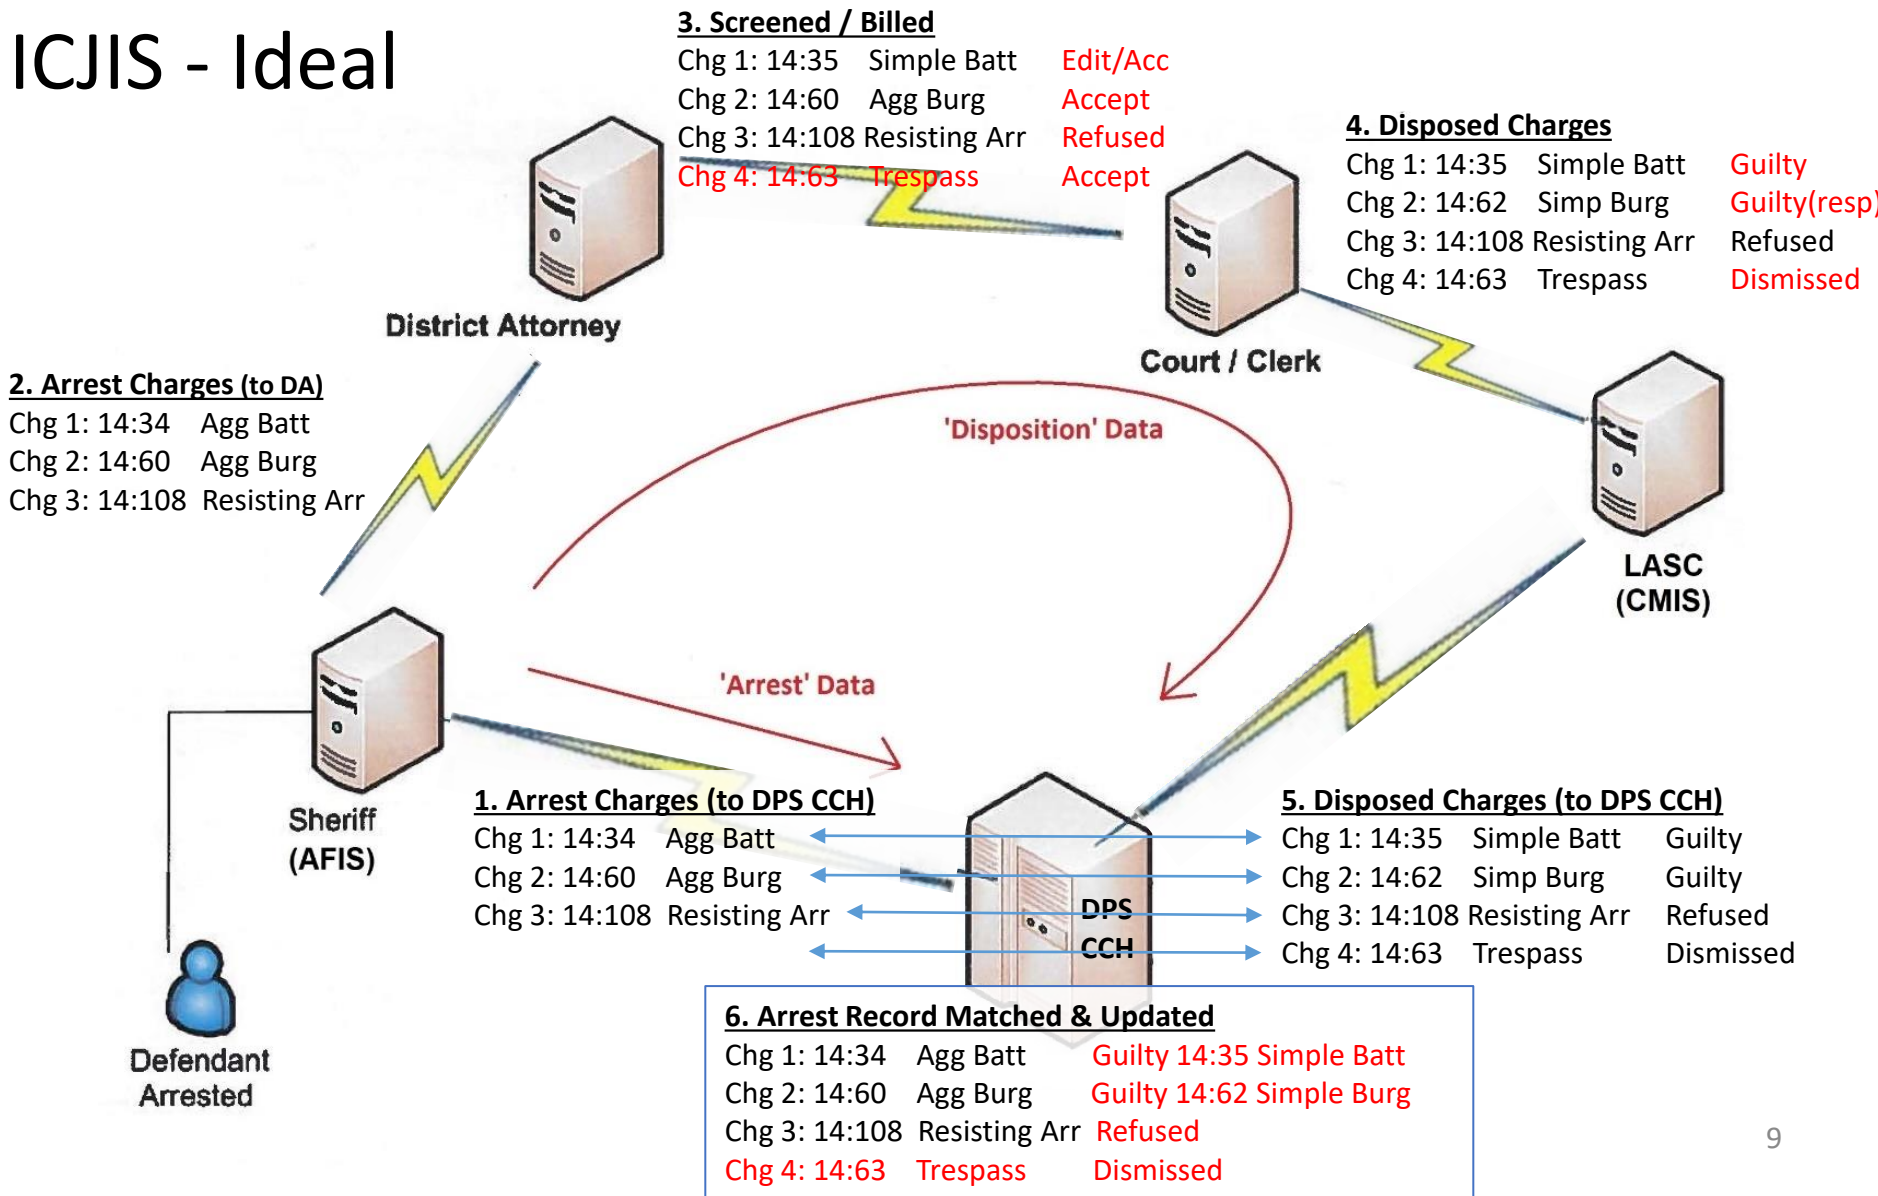 ICJIS - Ideal
3. Screened / Billed
Chg 1: 14:35 Simple Batt Edit/Acc
Chg 2: 14:60 Agg Burg Accept
Chg 3: 14:108 Resisting Arr Refused
Chg 4: 14:63 Trespass Accept
4. Disposed Charges
Chg 1: 14:35 Simple Batt Guilty
Chg 2: 14:62 Simp Burg Guilty(resp)
Chg 3: 14:108 Resisting Arr Refused
Chg 4: 14:63 Trespass Dismissed
District Attorney
Court / Clerk
2. Arrest Charges (to DA)
Chg 1: 14:34 Agg Batt
Chg 2: 14:60 Agg Burg
Chg 3: 14:108 Resisting Arr
'Disposition' Data
LASC
(CMIS)
'Arrest' Data
Sheriff
(AFIS)
1. Arrest Charges (to DPS CCH)
Chg 1: 14:34 Agg Batt
Chg 2: 14:60 Agg Burg
Chg 3: 14:108 Resisting Arr
DPS
CCH
5. Disposed Charges (to DPS CCH)
Chg 1: 14:35 Simple Batt Guilty
Chg 2: 14:62 Simp Burg Guilty
Chg 3: 14:108 Resisting Arr Refused
Chg 4: 14:63 Trespass Dismissed
Defendant
Arrested
6. Arrest Record Matched & Updated
Chg 1: 14:34 Agg Batt Guilty 14:35 Simple Batt
Chg 2: 14:60 Agg Burg Guilty 14:62 Simple Burg
Chg 3: 14:108 Resisting Arr Refused
Chg 4: 14:63 Trespass Dismissed
9